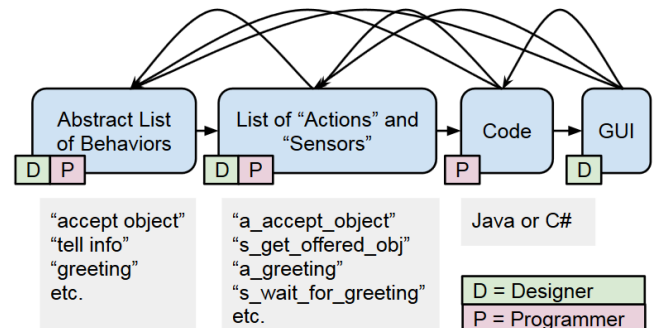 Abstract List
of Behaviors
D P
List of “Actions” and
“Sensors”
D P
Code
P
GUI
D
“accept object”
“tell info”
“greeting”
etc.
“a_accept_object”
“s_get_offered_obj”
“a_greeting”
“s_wait_for_greeting”
etc.
Java or C#
D = Designer
P = Programmer